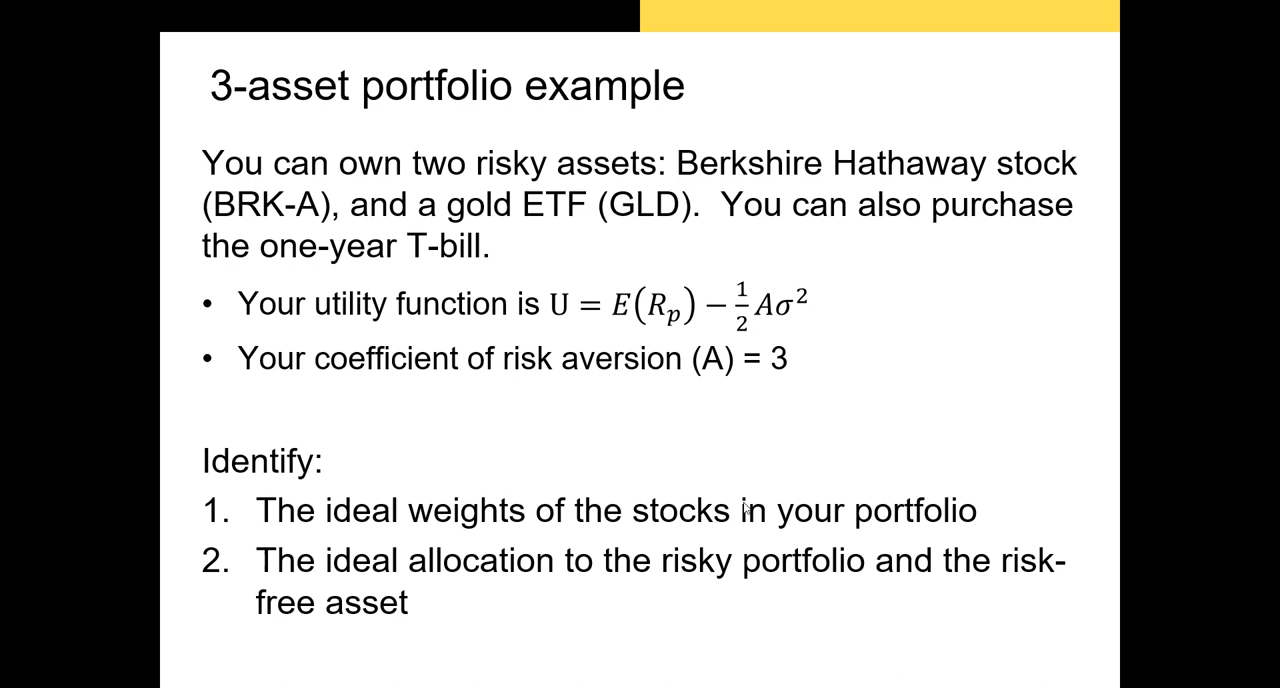 3-asset portfolio example
You can own two risky assets: Berkshire Hathaway stock
(BRK-A), and a gold ETF (GLD).  You can also purchase
the one-year T-bill.
• Your utility function is U = E(Rₚ) − ½Aσ²
• Your coefficient of risk aversion (A) = 3
Identify:
1. The ideal weights of the stocks in your portfolio
2. The ideal allocation to the risky portfolio and the risk-
free asset